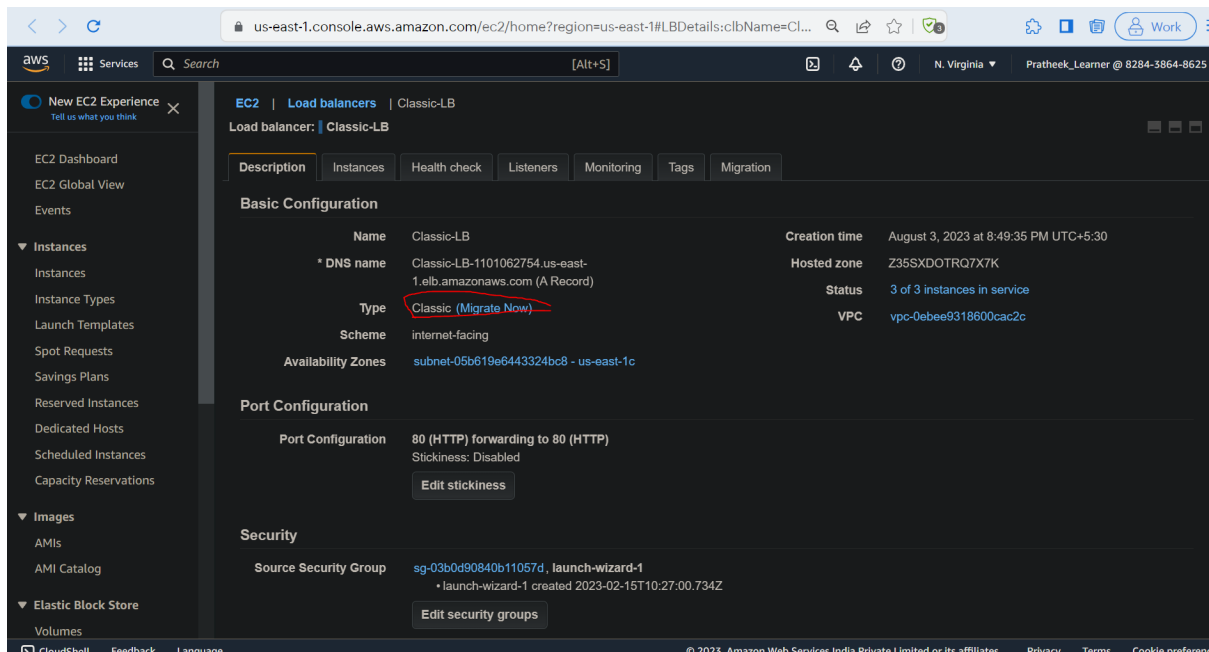 us-east-1.console.aws.amazon.com/ec2/home?region=us-east-1#LBDetails:clbName=Cl...
Work
aws
Services
Search
[Alt+S]
N. Virginia ▼
Pratheek_Learner @ 8284-3864-8625
New EC2 Experience
Tell us what you think
EC2 Dashboard
EC2 Global View
Events
Instances
Instances
Instance Types
Launch Templates
Spot Requests
Savings Plans
Reserved Instances
Dedicated Hosts
Scheduled Instances
Capacity Reservations
Images
AMIs
AMI Catalog
Elastic Block Store
Volumes
EC2 | Load balancers | Classic-LB
Load balancer: Classic-LB
Description Instances Health check Listeners Monitoring Tags Migration
Basic Configuration
Name Classic-LB
* DNS name Classic-LB-1101062754.us-east-
1.elb.amazonaws.com (A Record)
Type Classic (Migrate Now)
Scheme internet-facing
Availability Zones subnet-05b619e6443324bc8 - us-east-1c
Creation time August 3, 2023 at 8:49:35 PM UTC+5:30
Hosted zone Z35SXDOTRQ7X7K
Status 3 of 3 instances in service
VPC vpc-0ebee9318600cac2c
Port Configuration
Port Configuration 80 (HTTP) forwarding to 80 (HTTP)
Stickiness: Disabled
Edit stickiness
Security
Source Security Group sg-03b0d90840b11057d, launch-wizard-1
• launch-wizard-1 created 2023-02-15T10:27:00.734Z
Edit security groups
CloudShell Feedback Language
© 2023, Amazon Web Services India Private Limited or its affiliates. Privacy Terms Cookie preferen